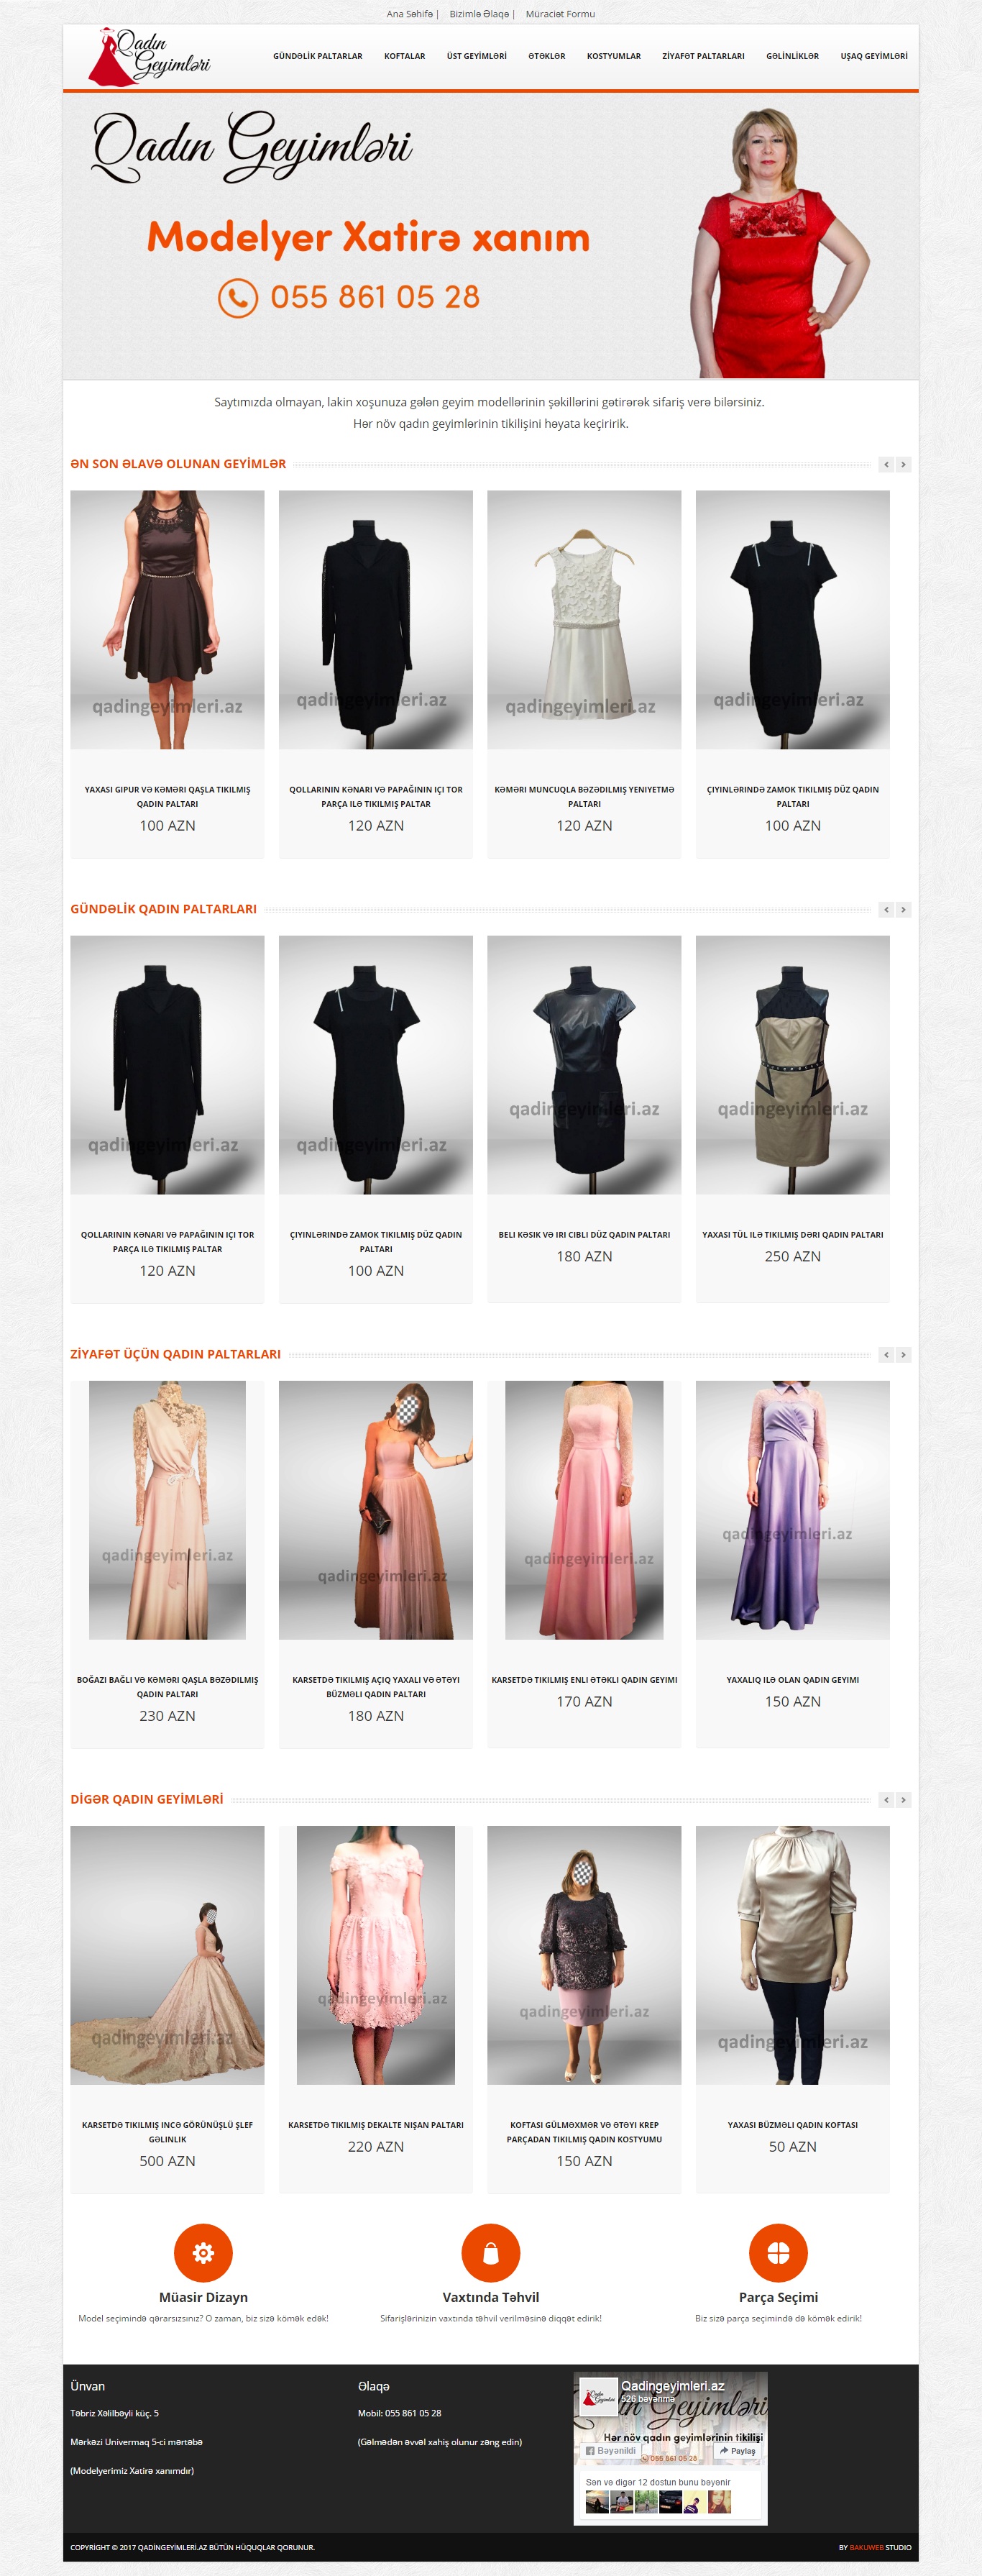 Ana Səhifə | Bizimlə Əlaqə | Müraciət Formu
Qadın
Geyimləri
GÜNDƏLİK PALTARLAR KOFTALAR ÜST GEYİMLƏRİ ƏTƏKLƏR KOSTYUMLAR ZİYAFƏT PALTARLARI GƏLİNLİKLƏR UŞAQ GEYİMLƏRİ
Qadın Geyimləri
Modelyer Xatirə xanım
055 861 05 28
Saytımızda olmayan, lakin xoşunuza gələn geyim modellərinin şəkillərini gətirərək sifariş verə bilərsiniz.
Hər növ qadın geyimlərinin tikilişini həyata keçiririk.
ƏN SON ƏLAVƏ OLUNAN GEYİMLƏR
qadingeyimleri.az qadingeyimleri.az qadingeyimleri.az qadingeyimleri.az
YAXASI GIPUR VƏ KƏMƏRI QAŞLA TIKILMIŞ
QADIN PALTARI
100 AZN
QOLLARININ KƏNARI VƏ PAPAĞININ IÇI TOR
PARÇA ILƏ TIKILMIŞ PALTAR
120 AZN
KƏMƏRI MUNCUQLA BƏZƏDILMIŞ YENIYETMƏ
PALTARI
120 AZN
ÇIYINLƏRINDƏ ZAMOK TIKILMIŞ DÜZ QADIN
PALTARI
100 AZN
GÜNDƏLİK QADIN PALTARLARI
qadingeyimleri.az qadingeyimleri.az qadingeyimleri.az qadingeyimleri.az
QOLLARININ KƏNARI VƏ PAPAĞININ IÇI TOR
PARÇA ILƏ TIKILMIŞ PALTAR
120 AZN
ÇIYINLƏRINDƏ ZAMOK TIKILMIŞ DÜZ QADIN
PALTARI
100 AZN
BELI KƏSIK VƏ IRI CIBLI DÜZ QADIN PALTARI
180 AZN
YAXASI TÜL ILƏ TIKILMIŞ DƏRI QADIN PALTARI
250 AZN
ZİYAFƏT ÜÇÜN QADIN PALTARLARI
qadingeyimleri.az qadingeyimleri.az qadingeyimleri.az qadingeyimleri.az
BOĞAZI BAĞLI VƏ KƏMƏRI QAŞLA BƏZƏDILMIŞ
QADIN PALTARI
230 AZN
KARSETDƏ TIKILMIŞ AÇIQ YAXALI VƏ ƏTƏYI
BÜZMƏLI QADIN PALTARI
180 AZN
KARSETDƏ TIKILMIŞ ENLI ƏTƏKLI QADIN GEYIMI
170 AZN
YAXALIQ ILƏ OLAN QADIN GEYIMI
150 AZN
DİGƏR QADIN GEYİMLƏRİ
qadingeyimleri.az qadingeyimleri.az qadingeyimleri.az qadingeyimleri.az
KARSETDƏ TIKILMIŞ INCƏ GÖRÜNÜŞLÜ ŞLEF
GƏLINLIK
500 AZN
KARSETDƏ TIKILMIŞ DEKALTE NIŞAN PALTARI
220 AZN
KOFTASI GÜLMƏXMƏR VƏ ƏTƏYI KREP
PARÇADAN TIKILMIŞ QADIN KOSTYUMU
150 AZN
YAXASI BÜZMƏLI QADIN KOFTASI
50 AZN
Müasir Dizayn
Model seçimində qərarsızsınız? O zaman, biz sizə kömək edək!
Vaxtında Təhvil
Sifarişlərinizin vaxtında təhvil verilməsinə diqqət edirik!
Parça Seçimi
Biz sizə parça seçimində də kömək edirik!
Ünvan
Təbriz Xəlilbəyli küç. 5
Mərkəzi Univermaq 5-ci mərtəbə
(Modelyerimiz Xatirə xanımdır)
Əlaqə
Mobil: 055 861 05 28
(Gəlmədən əvvəl xahiş olunur zəng edin)
Qadingeyimleri.az
526 bəyənmə
Geyimləri
Hər növ qadın geyimlərinin tikilişi
055 861 05 28
Bəyənildi Paylaş
Sən və digər 12 dostun bunu bəyənir
COPYRİGHT © 2017 QADİNGEYİMLERİ.AZ BÜTÜN HÜQUQLAR QORUNUR.
BY BAKUWEB STUDIO